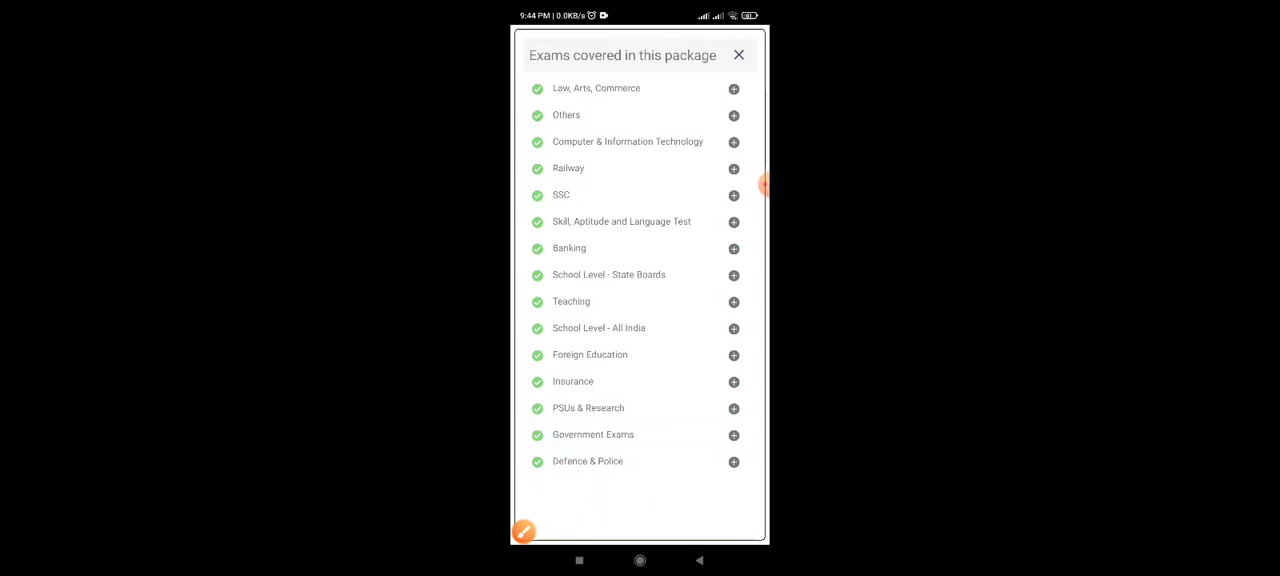 9:44 PM | 0.0KB/s
61
Exams covered in this package
Law, Arts, Commerce
Others
Computer & Information Technology
Railway
SSC
Skill, Aptitude and Language Test
Banking
School Level - State Boards
Teaching
School Level - All India
Foreign Education
Insurance
PSUs & Research
Government Exams
Defence & Police